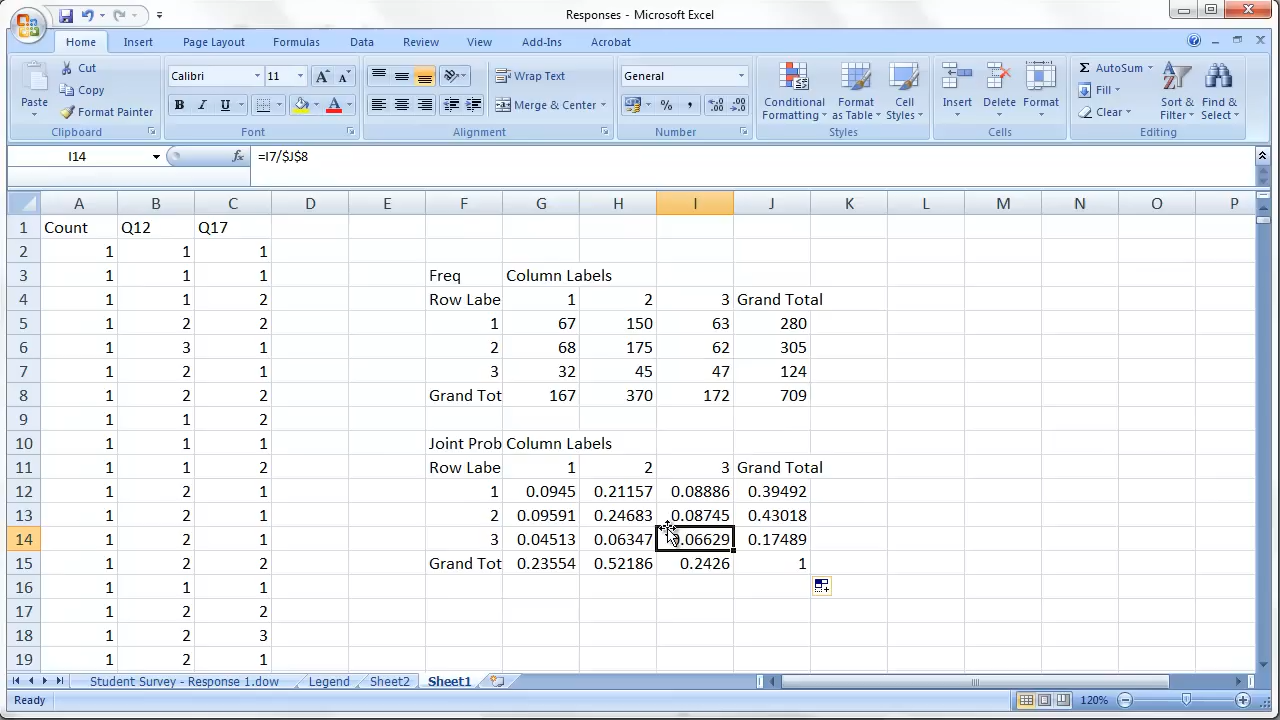 Responses - Microsoft Excel
Home Insert Page Layout Formulas Data Review View Add-Ins Acrobat
Paste Cut Copy Format Painter Clipboard
Calibri 11 A A B I U A Font
Wrap Text Merge & Center Alignment
General % , Number
Conditional Formatting Format as Table Cell Styles Styles
Insert Delete Format Cells
Σ AutoSum Fill Clear Sort & Filter Find & Select Editing
I14 fx =I7/$J$8
A B C D E F G H I J K L M N O P
1 Count Q12 Q17
2 1 1 1
3 1 1 1 Freq Column Labels
4 1 1 2 Row Labe 1 2 3 Grand Total
5 1 2 2 1 67 150 63 280
6 1 3 1 2 68 175 62 305
7 1 2 1 3 32 45 47 124
8 1 2 2 Grand Tot 167 370 172 709
9 1 1 2
10 1 1 1 Joint Prob Column Labels
11 1 1 2 Row Labe 1 2 3 Grand Total
12 1 2 1 1 0.0945 0.21157 0.08886 0.39492
13 1 2 1 2 0.09591 0.24683 0.08745 0.43018
14 1 2 1 3 0.04513 0.06347 0.06629 0.17489
15 1 2 2 Grand Tot 0.23554 0.52186 0.2426 1
16 1 1 1
17 1 2 2
18 1 2 3
19 1 2 1
Student Survey - Response 1.dow Legend Sheet2 Sheet1
Ready 120%